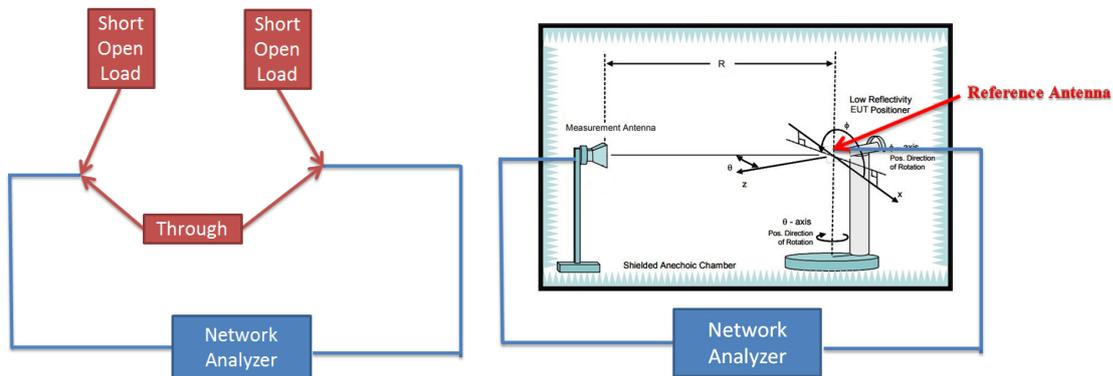 Short
Open
Load
Short
Open
Load
Through
Network
Analyzer
R
Reference Antenna
Low Reflectivity
EUT Positioner
Measurement Antenna
ϕ
- axis
Pos. Direction
of Rotation
θ
z
x
θ - axis
Pos. Direction
of Rotation
Shielded Anechoic Chamber
Network
Analyzer